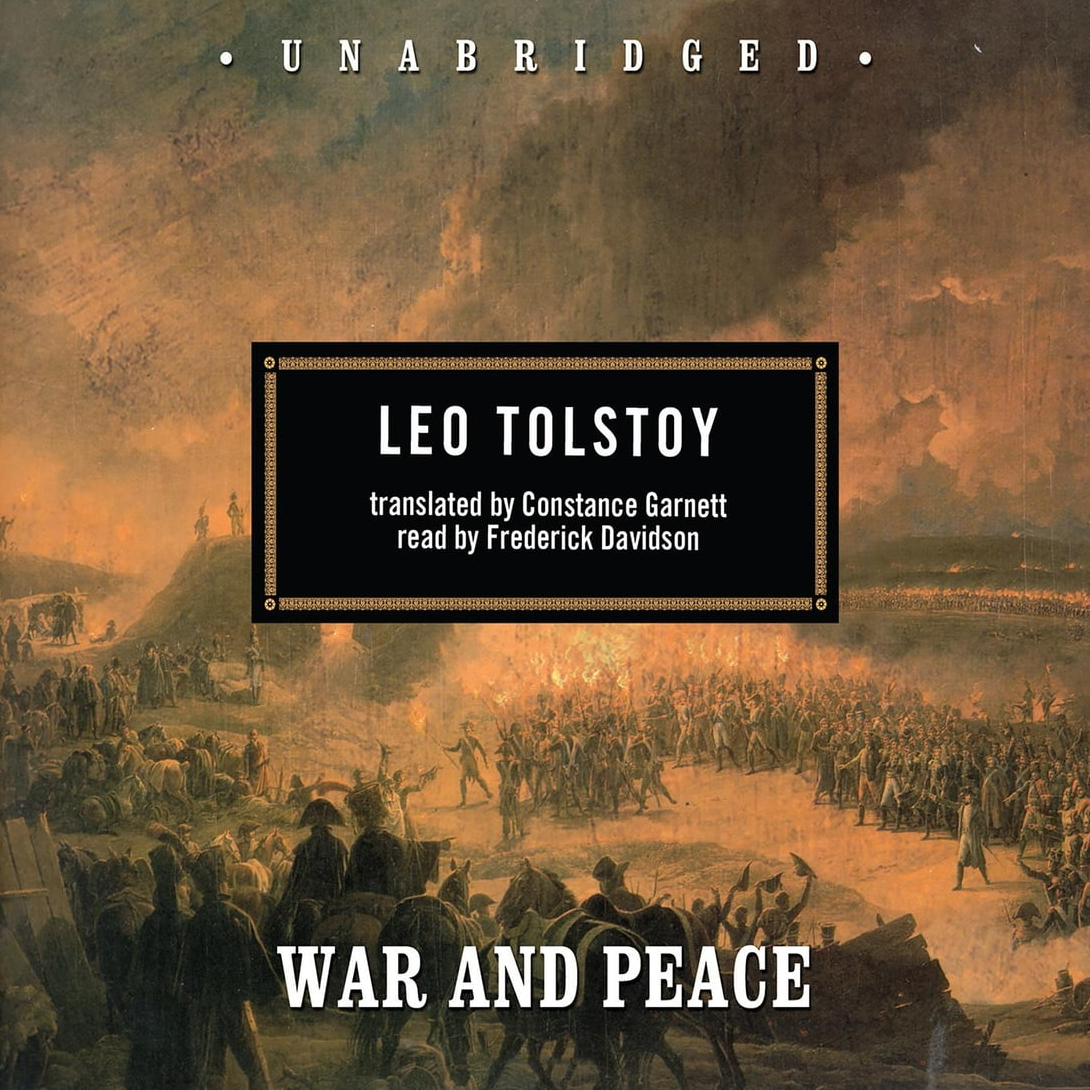 • UNABRIDGED •
LEO TOLSTOY
translated by Constance Garnett
read by Frederick Davidson
WAR AND PEACE